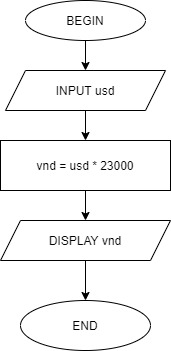 BEGIN
INPUT usd
vnd = usd * 23000
DISPLAY vnd
END